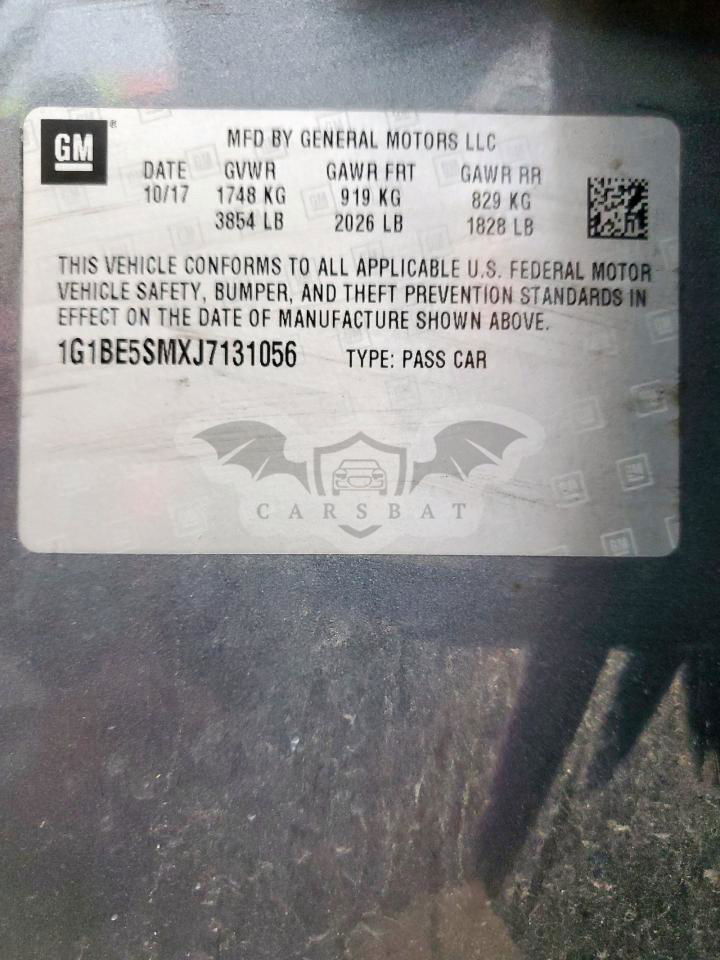 GM
MFD BY GENERAL MOTORS LLC
DATE GVWR GAWR FRT GAWR RR
10/17 1748 KG 919 KG 829 KG
3854 LB 2026 LB 1828 LB
THIS VEHICLE CONFORMS TO ALL APPLICABLE U.S. FEDERAL MOTOR
VEHICLE SAFETY, BUMPER, AND THEFT PREVENTION STANDARDS IN
EFFECT ON THE DATE OF MANUFACTURE SHOWN ABOVE.
1G1BE5SMXJ7131056 TYPE: PASS CAR
CARSBAT